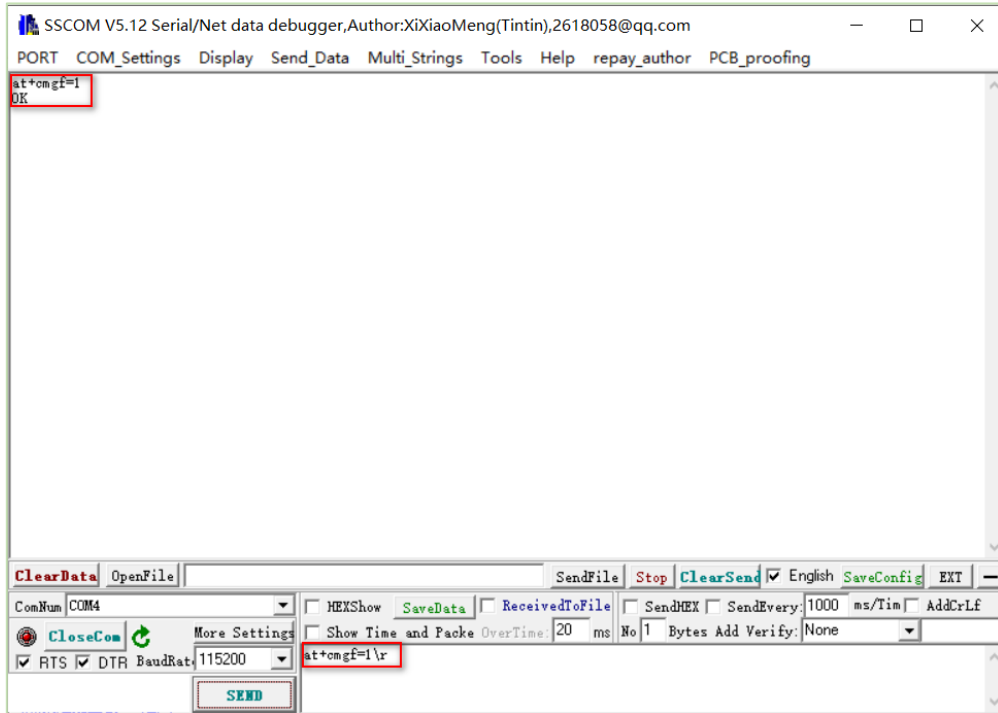 SSCOM V5.12 Serial/Net data debugger,Author:XiXiaoMeng(Tintin),2618058@qq.com
PORT COM_Settings Display Send_Data Multi_Strings Tools Help repay_author PCB_proofing
at+cmgf=1
OK
ClearData OpenFile SendFile Stop ClearSend English SaveConfig EXT
ComNum COM4 HEXShow SaveData ReceivedToFile SendHEX SendEvery: 1000 ms/Tim AddCrLf
CloseCom More Settings Show Time and Packe OverTime: 20 ms No 1 Bytes Add Verify: None
RTS DTR BaudRat 115200 at+cmgf=1\r
SEND